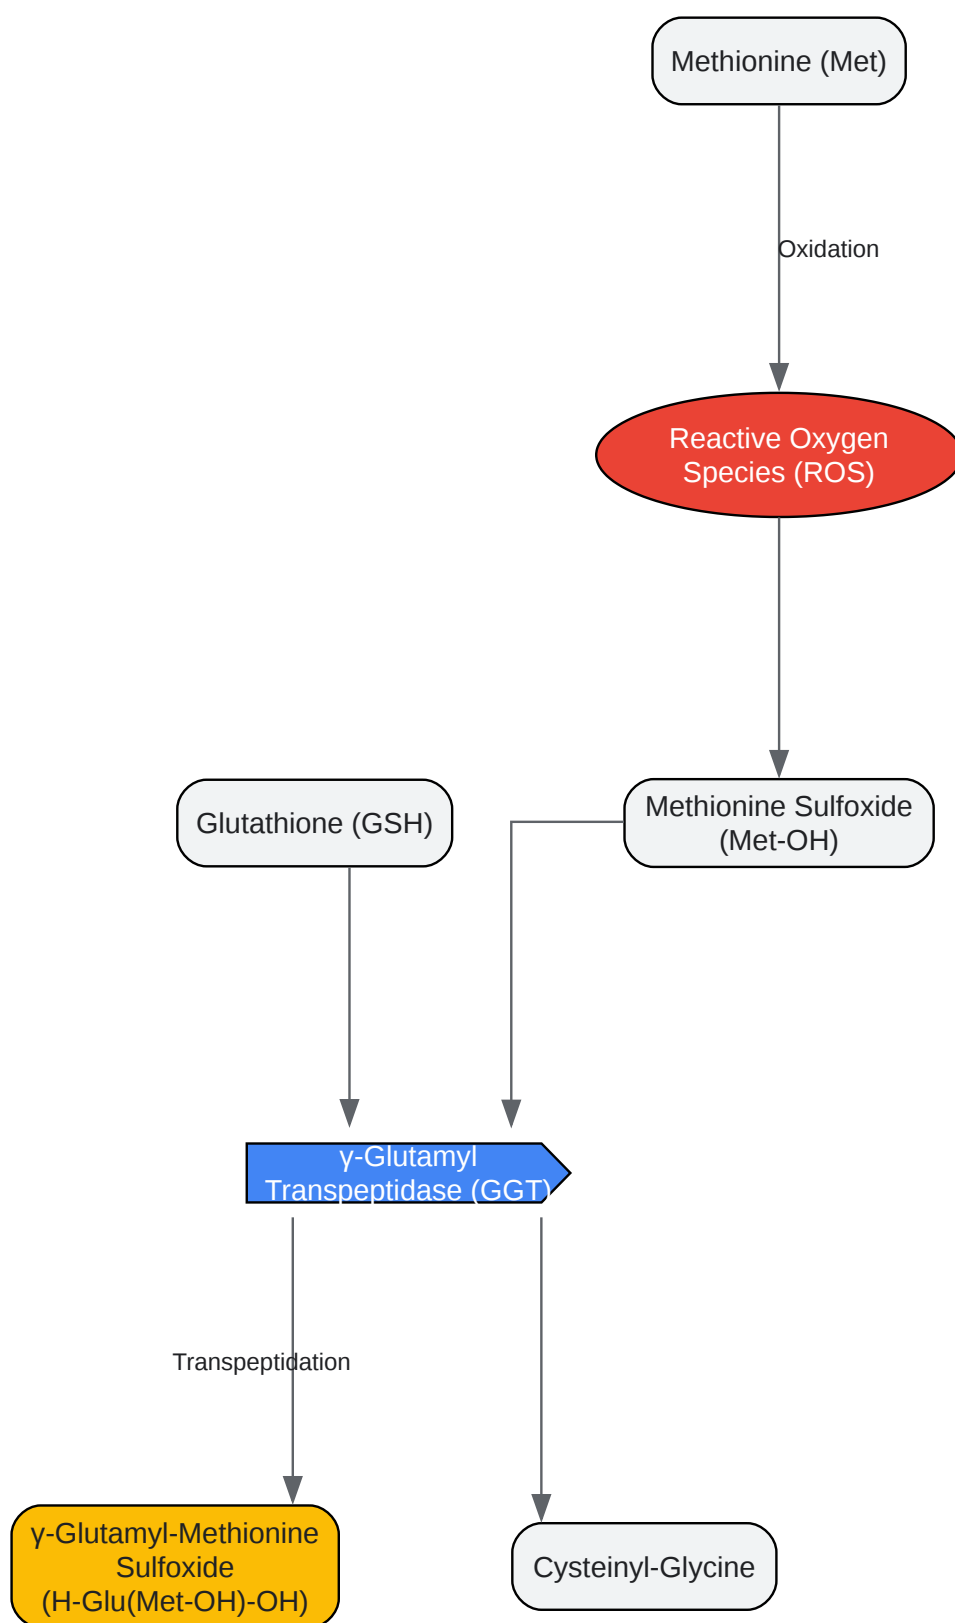 Methionine (Met)
Oxidation
Reactive Oxygen
Species (ROS)
Glutathione (GSH)
Methionine Sulfoxide
(Met-OH)
γ-Glutamyl
Transpeptidase (GGT)
Transpeptidation
γ-Glutamyl-Methionine
Sulfoxide
(H-Glu(Met-OH)-OH)
Cysteinyl-Glycine